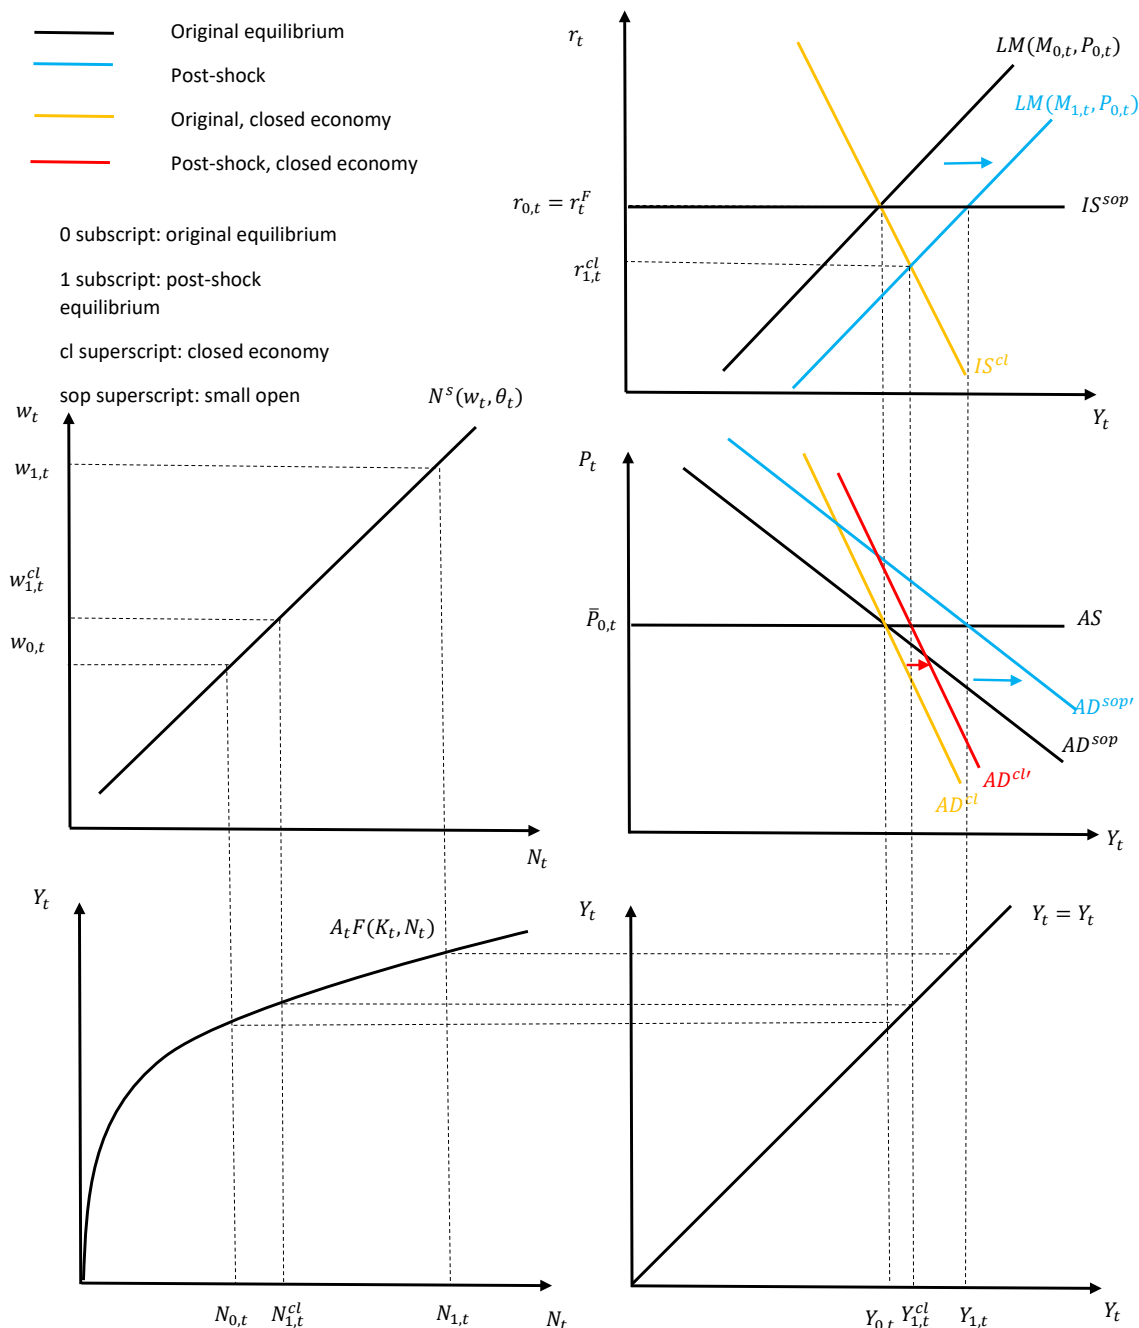 Original equilibrium
Post-shock
Original, closed economy
Post-shock, closed economy
0 subscript: original equilibrium
1 subscript: post-shock
equilibrium
cl superscript: closed economy
sop superscript: small open
r_t
LM(M_{0,t}, P_{0,t})
LM(M_{1,t}, P_{0,t})
r_{0,t} = r_t^F
IS^{sop}
r_{1,t}^{cl}
IS^{cl}
Y_t
w_t
N^s(w_t, θ_t)
w_{1,t}
w_{1,t}^{cl}
w_{0,t}
N_t
P_t
P̄_{0,t}
AS
AD^{sop′}
AD^{sop}
AD^{cl′}
AD^{cl}
Y_t
Y_t
A_tF(K_t, N_t)
N_{0,t}
N_{1,t}^{cl}
N_{1,t}
N_t
Y_t
Y_t = Y_t
Y_{0,t}
Y_{1,t}^{cl}
Y_{1,t}
Y_t